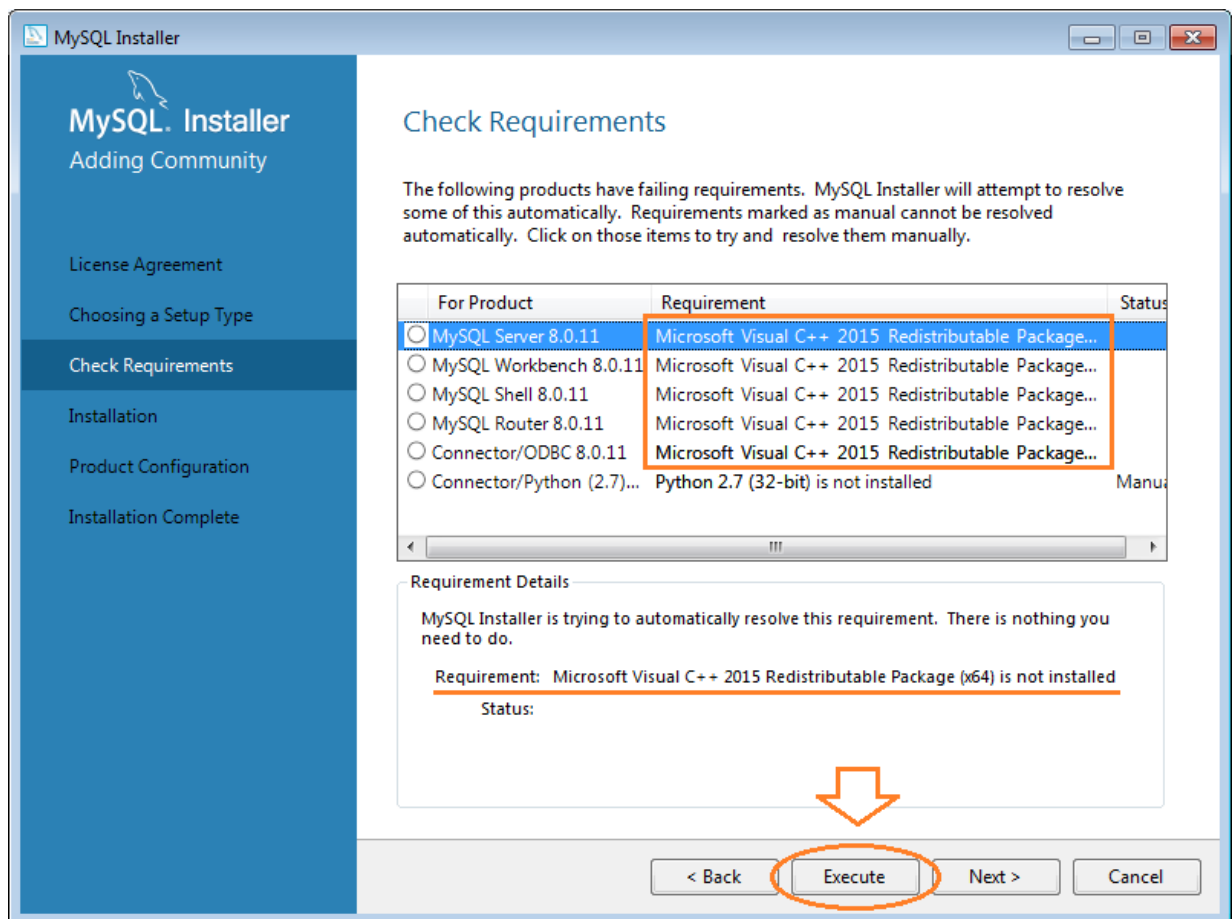 MySQL Installer
MySQL. Installer
Adding Community
License Agreement
Choosing a Setup Type
Check Requirements
Installation
Product Configuration
Installation Complete
Check Requirements
The following products have failing requirements. MySQL Installer will attempt to resolve
some of this automatically. Requirements marked as manual cannot be resolved
automatically. Click on those items to try and resolve them manually.
For Product Requirement Status
MySQL Server 8.0.11 Microsoft Visual C++ 2015 Redistributable Package...
MySQL Workbench 8.0.11 Microsoft Visual C++ 2015 Redistributable Package...
MySQL Shell 8.0.11 Microsoft Visual C++ 2015 Redistributable Package...
MySQL Router 8.0.11 Microsoft Visual C++ 2015 Redistributable Package...
Connector/ODBC 8.0.11 Microsoft Visual C++ 2015 Redistributable Package...
Connector/Python (2.7)... Python 2.7 (32-bit) is not installed Manua
Requirement Details
MySQL Installer is trying to automatically resolve this requirement. There is nothing you
need to do.
Requirement: Microsoft Visual C++ 2015 Redistributable Package (x64) is not installed
Status:
< Back Execute Next > Cancel